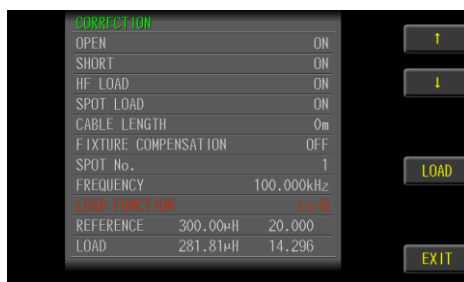 CORRECTION
OPEN ON
SHORT ON
HF LOAD ON
SPOT LOAD ON
CABLE LENGTH 0m
FIXTURE COMPENSATION OFF
SPOT No. 1
FREQUENCY 100.000kHz
LOAD FUNCTION Ls-Q
REFERENCE 300.00μH 20.000
LOAD 281.81μH 14.296
↑
↓
LOAD
EXIT